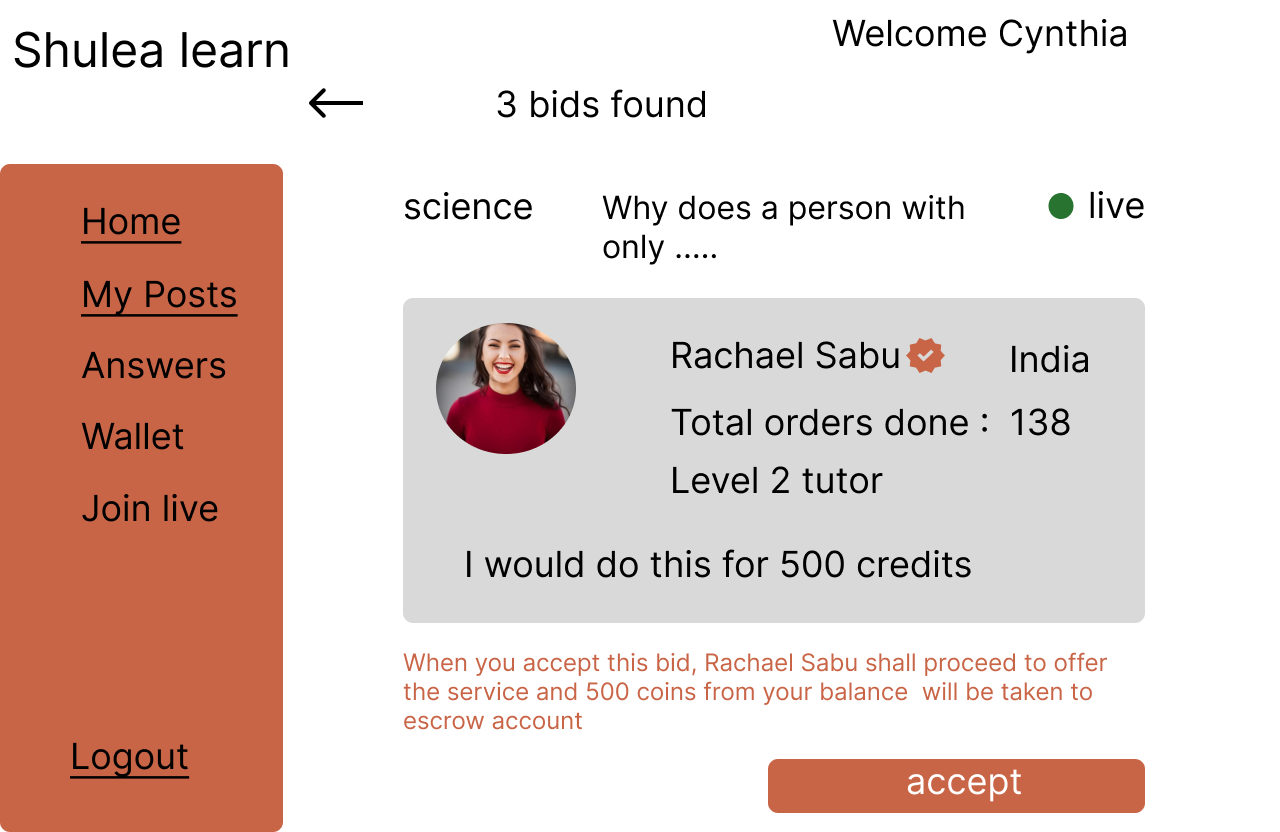 Shulea learn
Welcome Cynthia
3 bids found
Home
My Posts
Answers
Wallet
Join live
Logout
science
Why does a person with
only .....
live
Rachael Sabu
India
Total orders done : 138
Level 2 tutor
I would do this for 500 credits
When you accept this bid, Rachael Sabu shall proceed to offer
the service and 500 coins from your balance  will be taken to
escrow account
accept